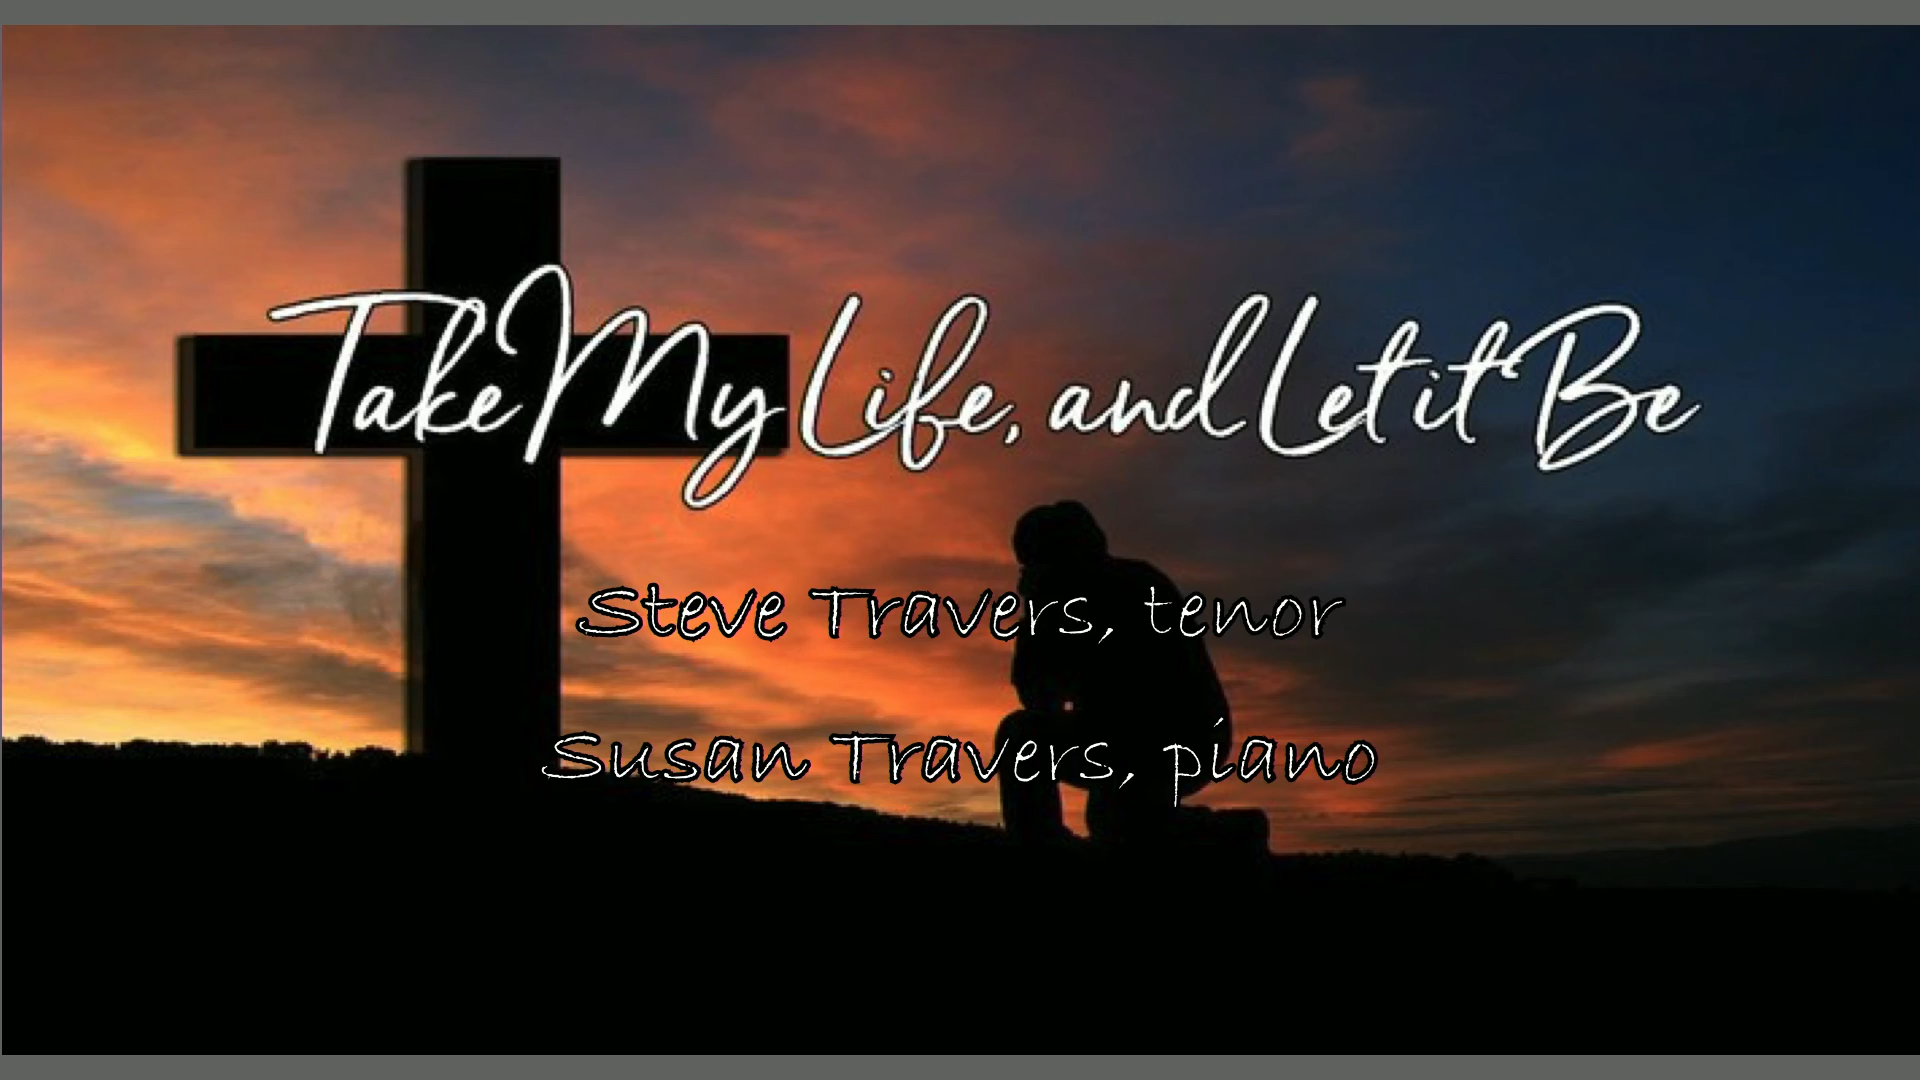 Take My Life, and Let it Be
Steve Travers, tenor
Susan Travers, piano